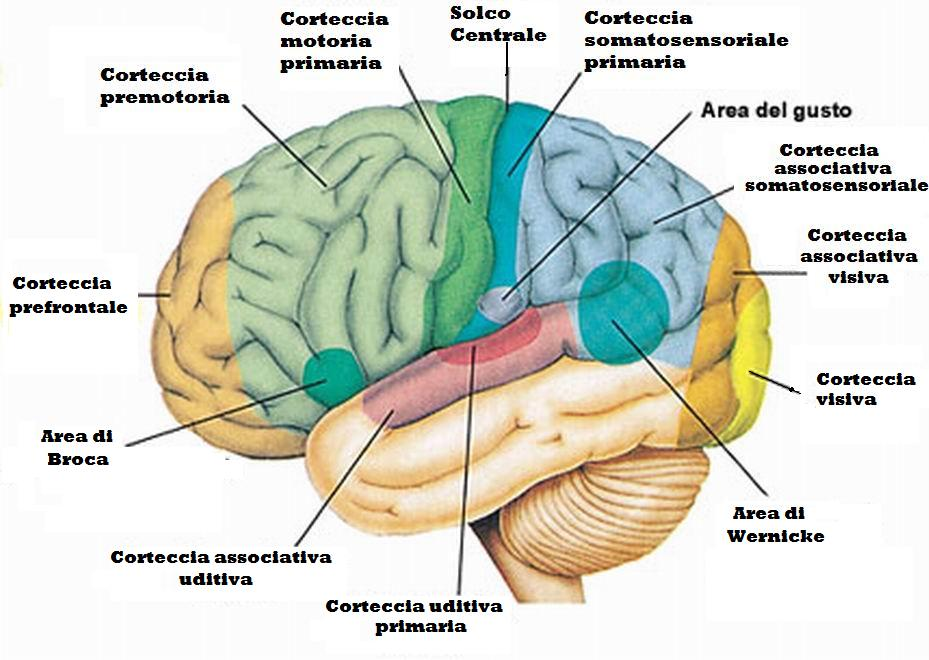 Corteccia
motoria
primaria
Solco
Centrale
Corteccia
somatosensoriale
primaria
Corteccia
premotoria
Area del gusto
Corteccia
associativa
somatosensoriale
Corteccia
associativa
visiva
Corteccia
prefrontale
Corteccia
visiva
Area di
Broca
Area di
Wernicke
Corteccia associativa
uditiva
Corteccia uditiva
primaria